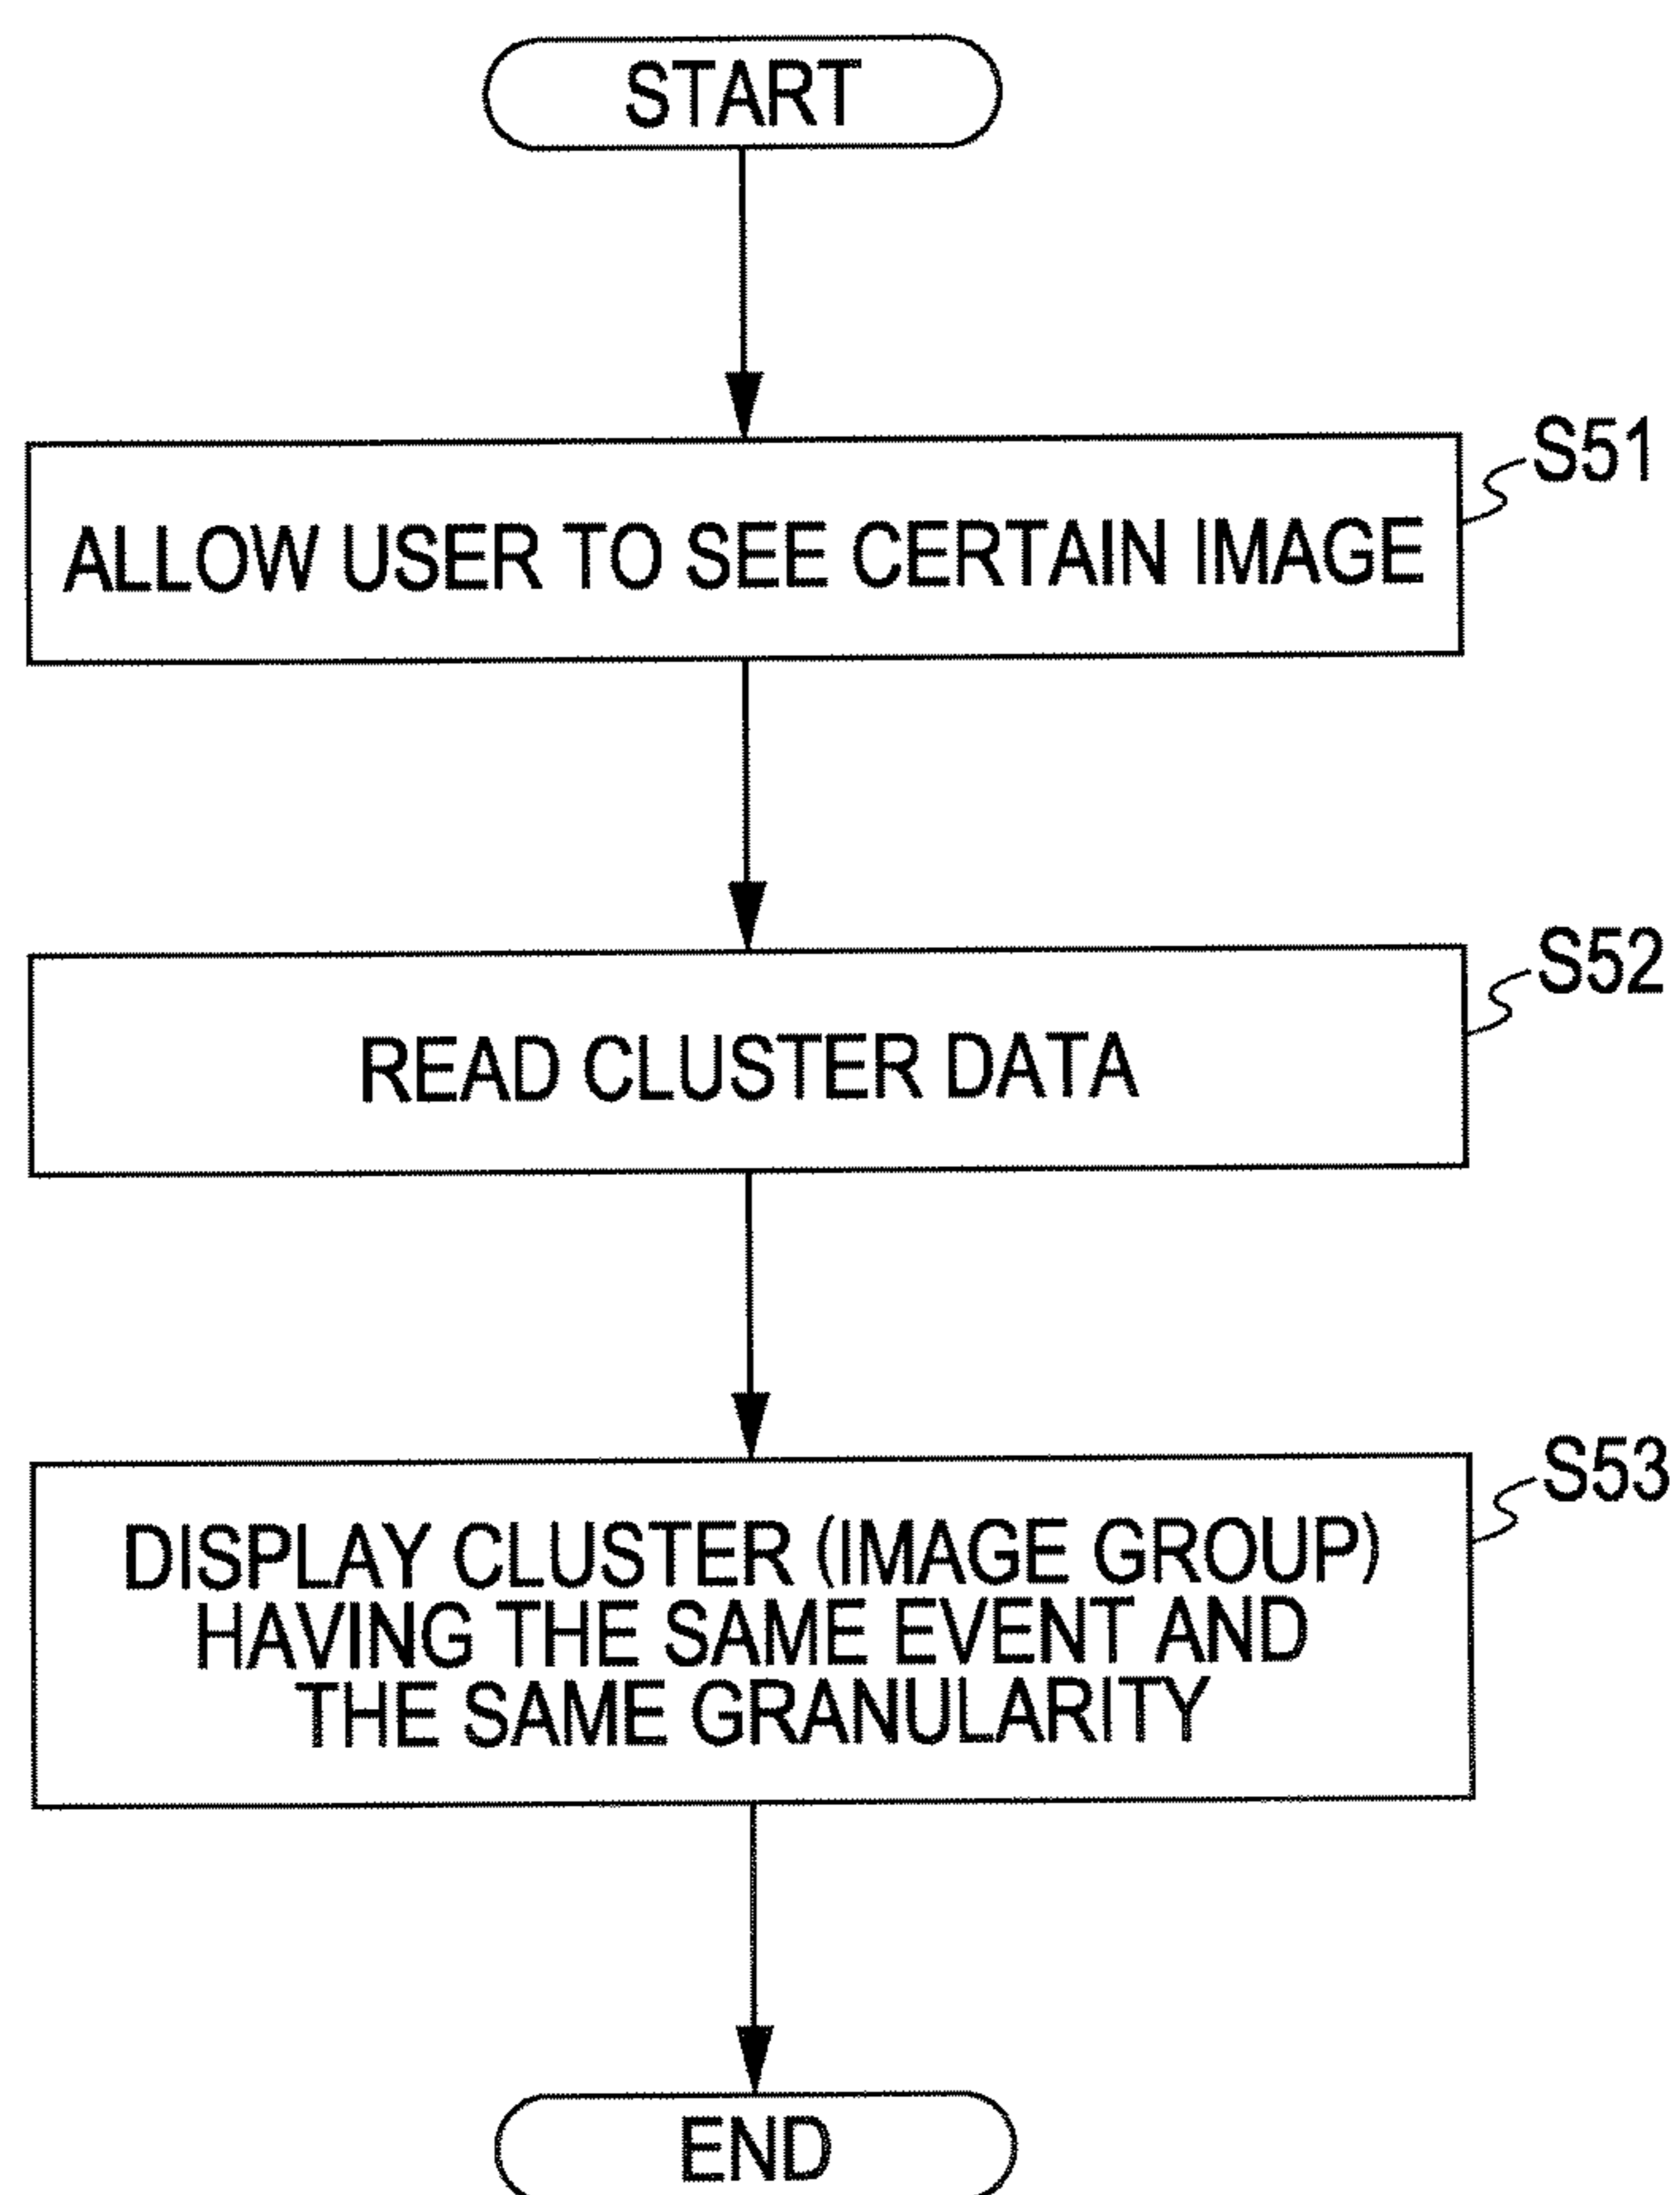 START
S51
ALLOW USER TO SEE CERTAIN IMAGE
S52
READ CLUSTER DATA
S53
DISPLAY CLUSTER (IMAGE GROUP)
HAVING THE SAME EVENT AND
THE SAME GRANULARITY
END